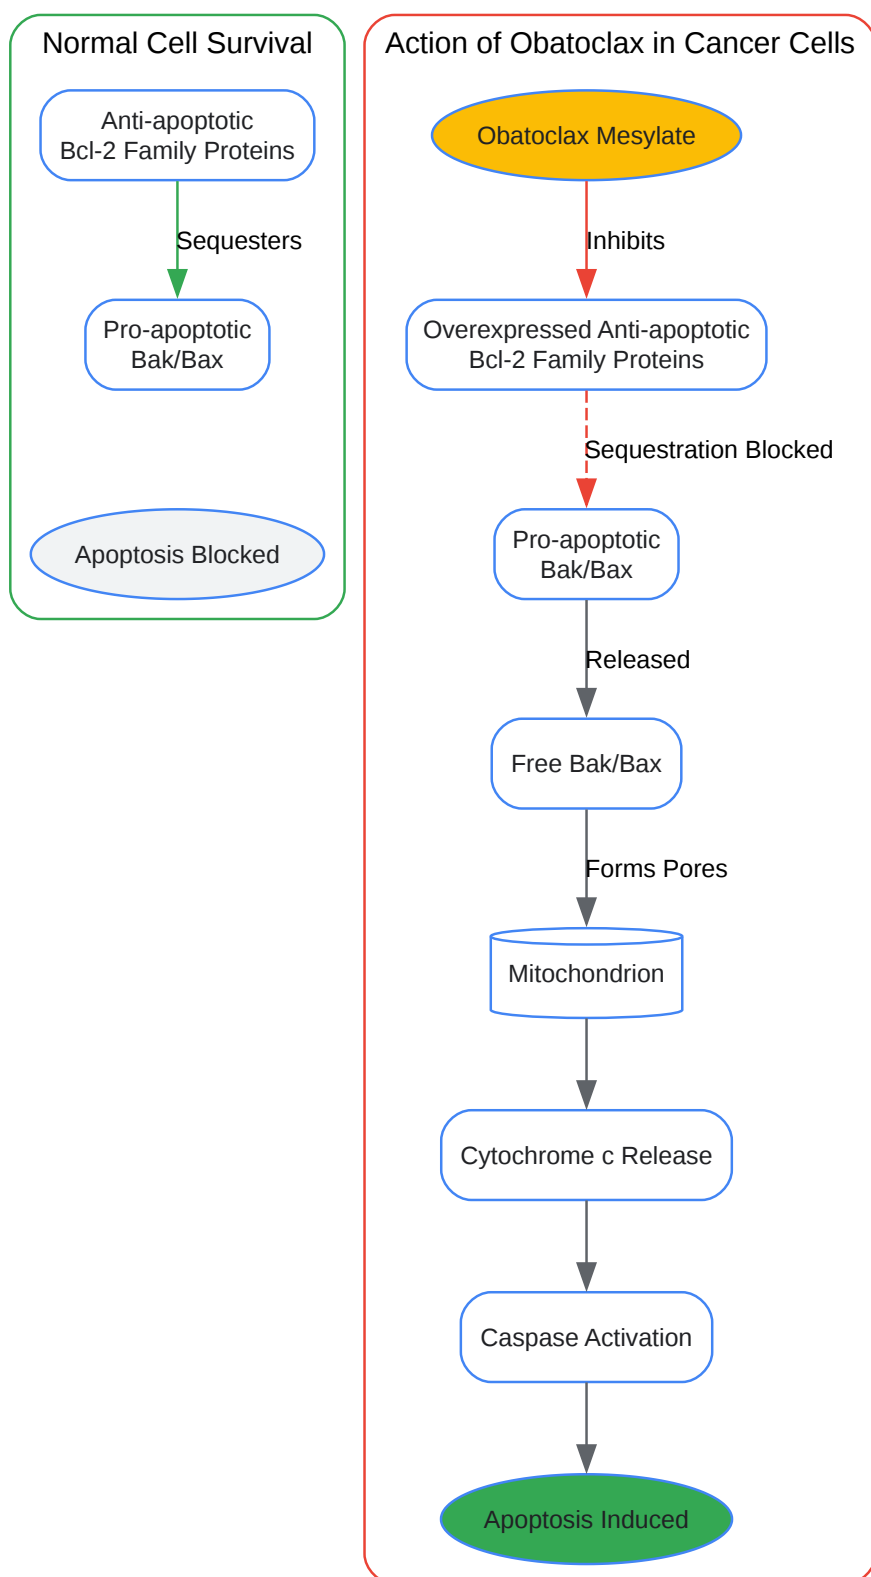 Normal Cell Survival
Anti-apoptotic
Bcl-2 Family Proteins
Sequesters
Pro-apoptotic
Bak/Bax
Apoptosis Blocked
Action of Obatoclax in Cancer Cells
Obatoclax Mesylate
Inhibits
Overexpressed Anti-apoptotic
Bcl-2 Family Proteins
Sequestration Blocked
Pro-apoptotic
Bak/Bax
Released
Free Bak/Bax
Forms Pores
Mitochondrion
Cytochrome c Release
Caspase Activation
Apoptosis Induced